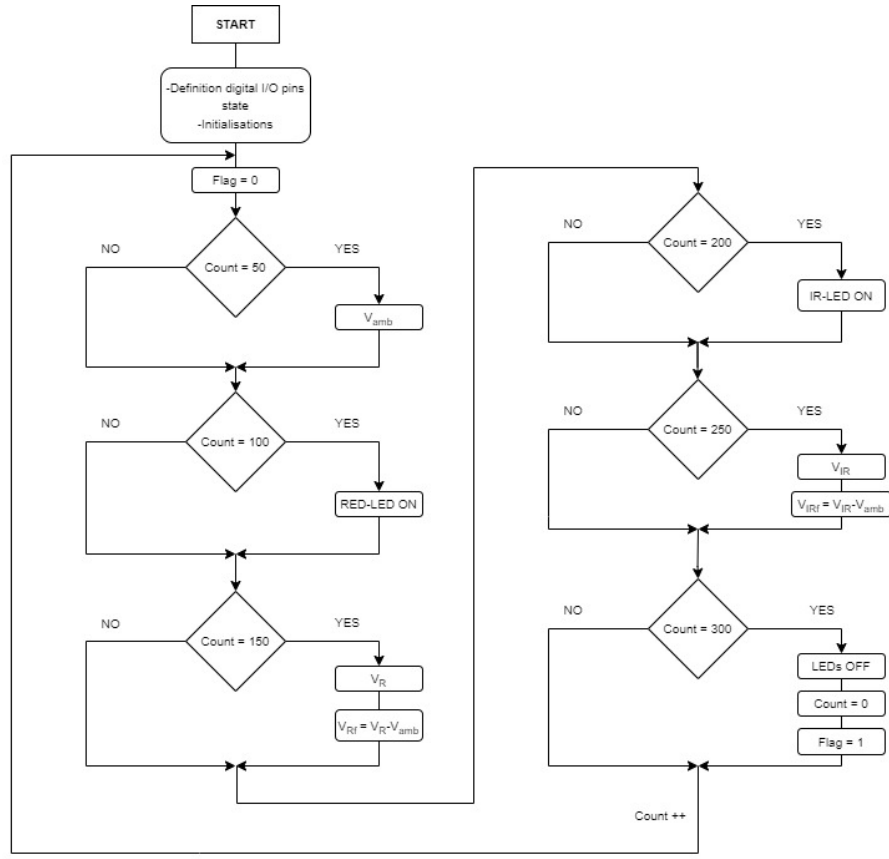 START
-Definition digital I/O pins
state
-Initialisations
Flag = 0
NO
YES
Count = 50
V_amb
NO
YES
Count = 100
RED-LED ON
NO
YES
Count = 150
V_R
V_Rf = V_R-V_amb
NO
YES
Count = 200
IR-LED ON
NO
YES
Count = 250
V_IR
V_IRf = V_IR-V_amb
NO
YES
Count = 300
LEDs OFF
Count = 0
Flag = 1
Count ++